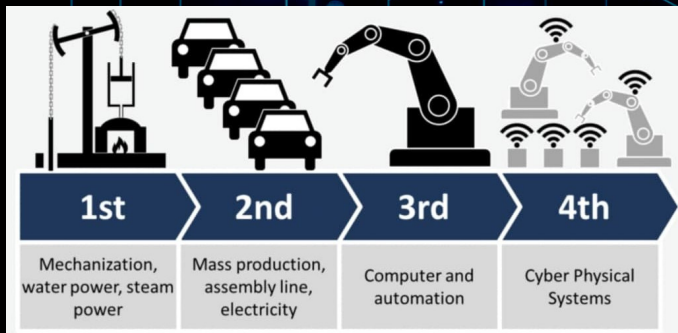 1st
2nd
3rd
4th
Mechanization,
water power, steam
power
Mass production,
assembly line,
electricity
Computer and
automation
Cyber Physical
Systems